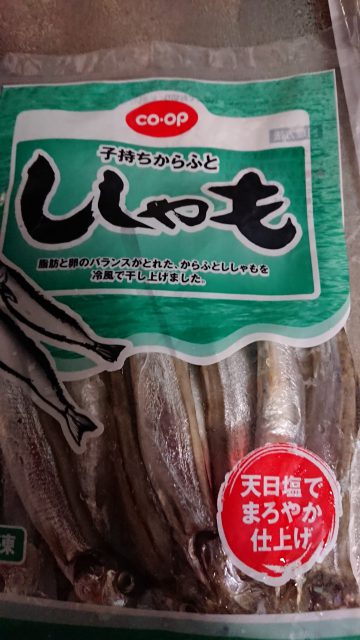 co·op
子持ちからふと
ししゃも
脂肪と卵のバランスがとれた、からふとししゃもを
冷風で干し上げました。
天日塩で
まろやか
仕上げ
凍